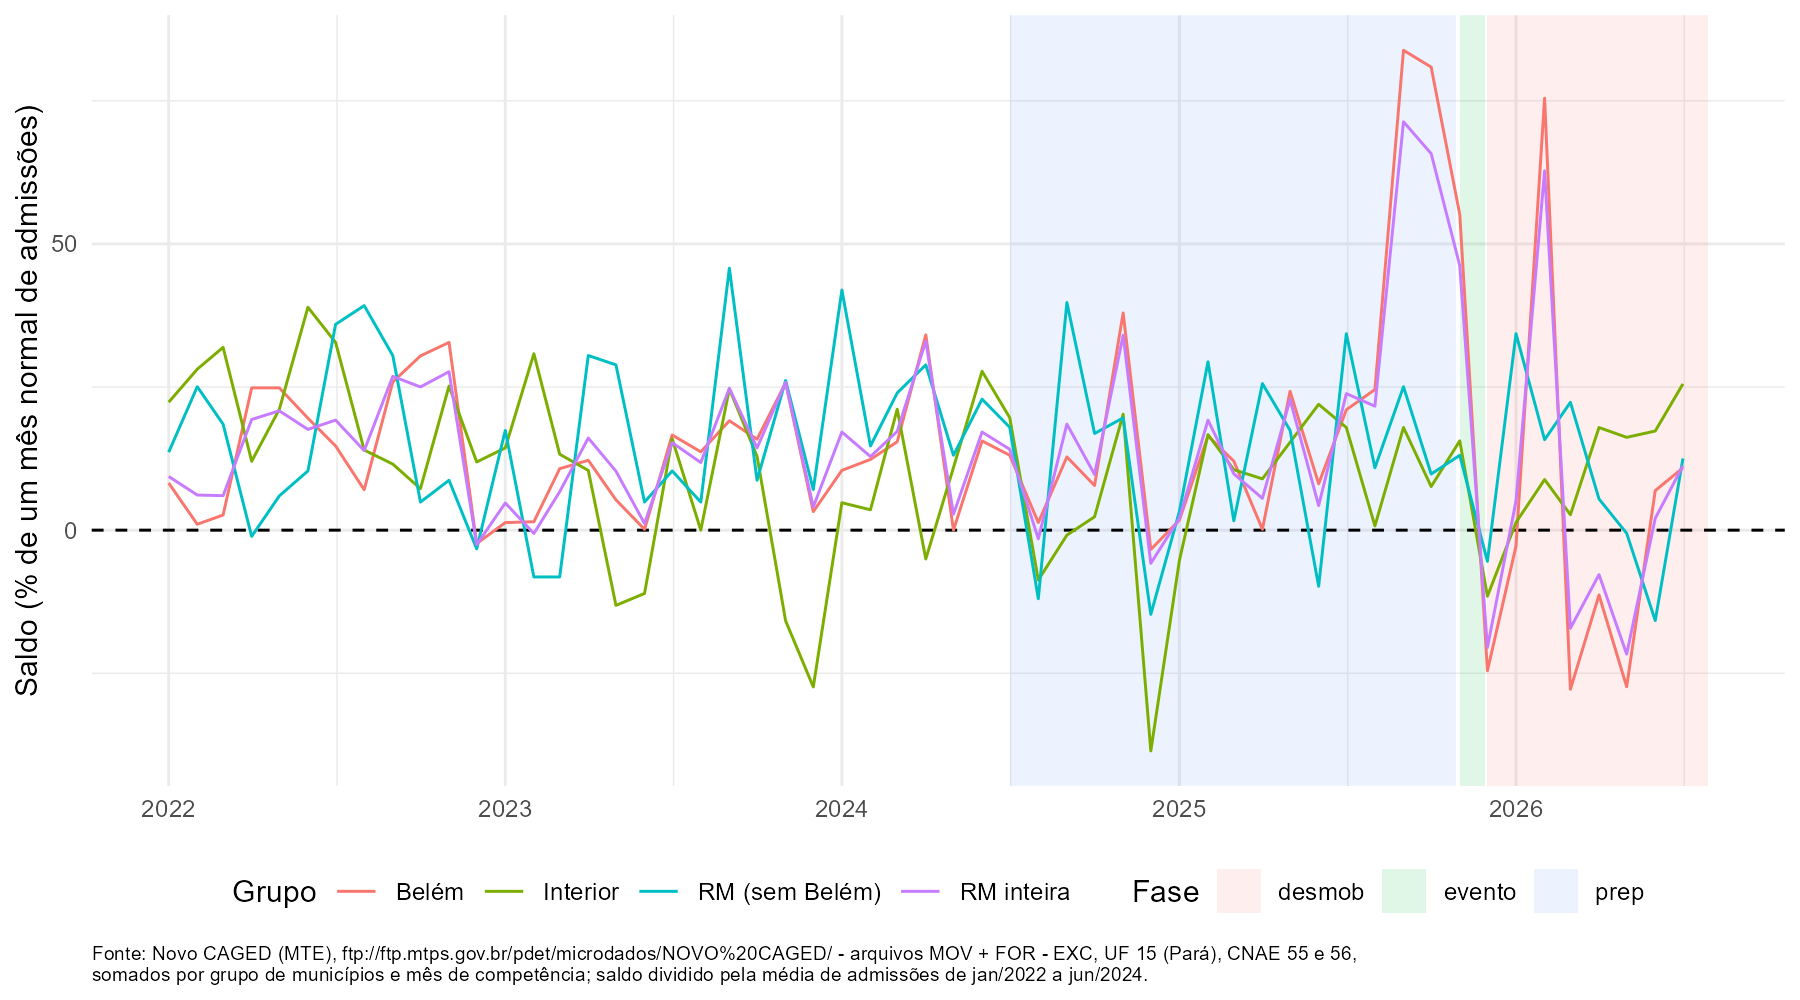 Saldo (% de um mês normal de admissões)
50
0
2022 2023 2024 2025 2026
Grupo Belém Interior RM (sem Belém) RM inteira Fase desmob evento prep
Fonte: Novo CAGED (MTE), ftp://ftp.mtps.gov.br/pdet/microdados/NOVO%20CAGED/ - arquivos MOV + FOR - EXC, UF 15 (Pará), CNAE 55 e 56,
somados por grupo de municípios e mês de competência; saldo dividido pela média de admissões de jan/2022 a jun/2024.